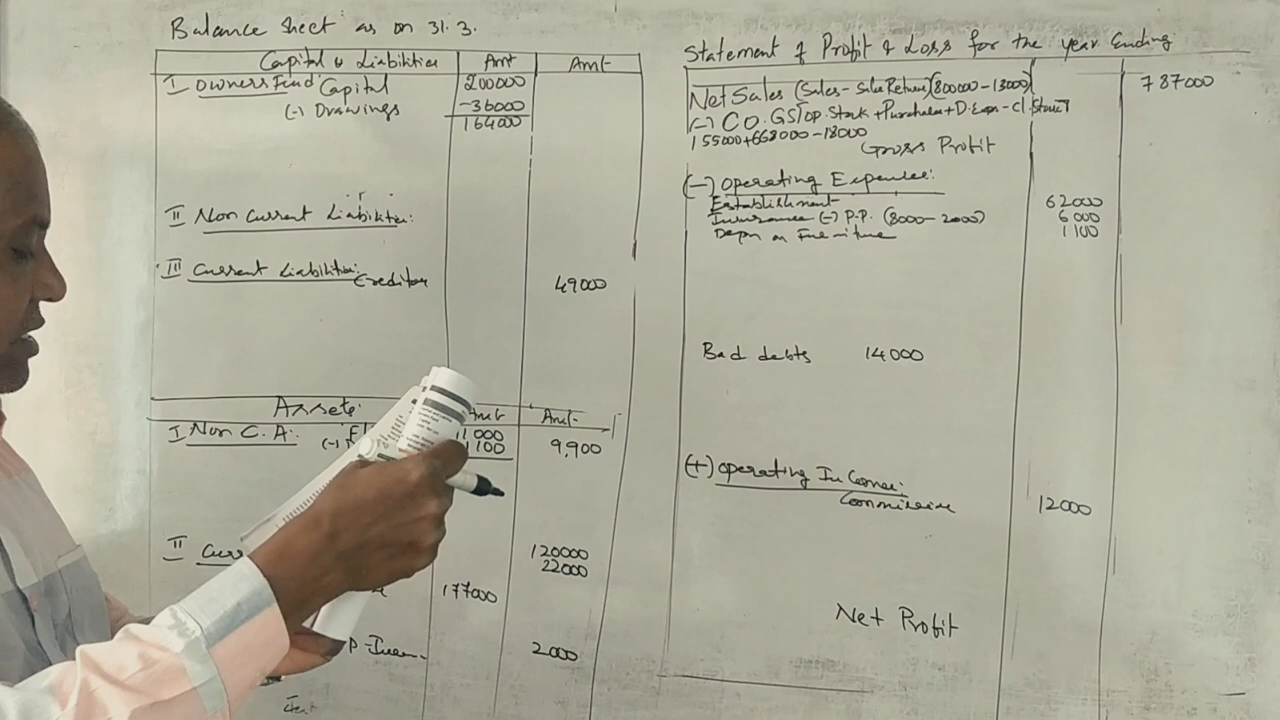 Balance sheet as on 31.3.
Capital & Liabilities Amt Amt
I Owners Fund Capital 200000
(-) Drawings -36000
164000
II Non Current Liabilities:
III Current Liabilities: Creditors 49000
Assets: Amt Amt
I Non C.A. 11000
(-) 1100 9,900
II 120000
22000
177000
2000
Statement of Profit & Loss for the year Ending
Net Sales (Sales - Sales Returns) (800000 - 13000) 787000
(-) C O.GS [Op. Stock + Purchases + D.Exps - Cl. Stock]
155000+668000-18000
Gross Profit
(-) Operating Expenses:
Establishment 62000
Insurance (-) P.P. (8000-2000) 6000
Depn on Furniture 1100
Bad debts 14000
(+) operating Income:
Commission 12000
Net Profit